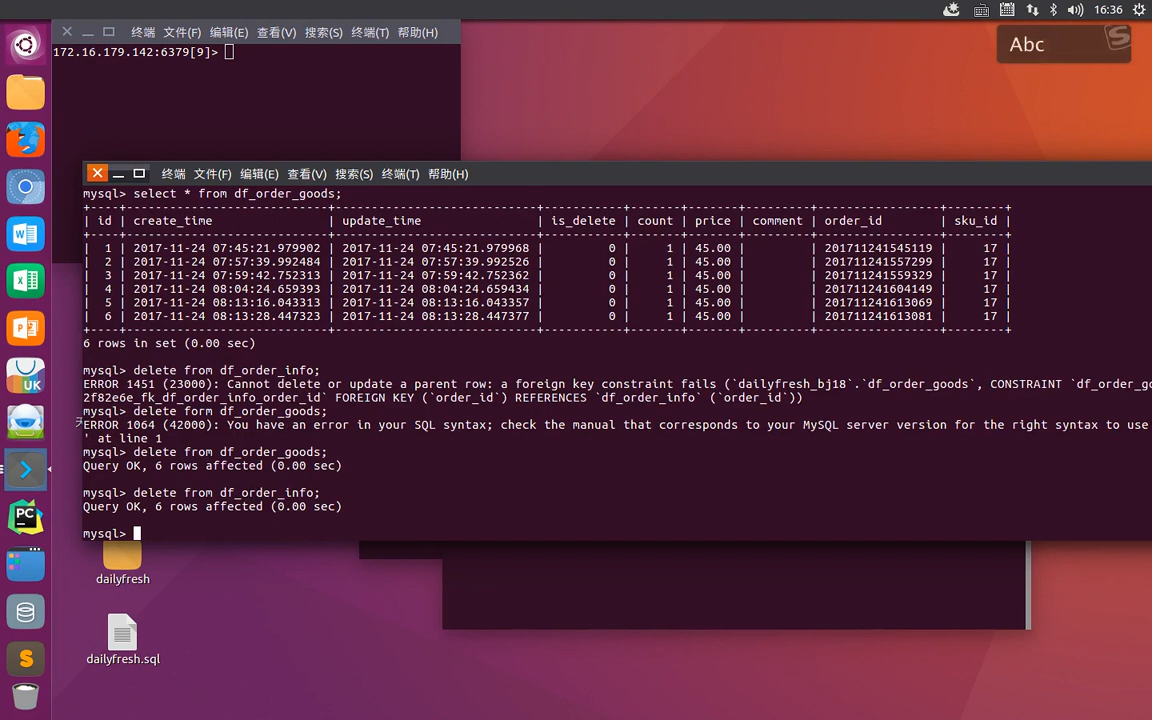 16:36
终端 文件(F) 编辑(E) 查看(V) 搜索(S) 终端(T) 帮助(H)
Abc
172.16.179.142:6379[9]>
终端 文件(F) 编辑(E) 查看(V) 搜索(S) 终端(T) 帮助(H)
mysql> select * from df_order_goods;
+----+----------------------------+----------------------------+-----------+-------+-------+---------+--------------+--------+
| id | create_time | update_time | is_delete | count | price | comment | order_id | sku_id |
+----+----------------------------+----------------------------+-----------+-------+-------+---------+--------------+--------+
| 1 | 2017-11-24 07:45:21.979902 | 2017-11-24 07:45:21.979968 | 0 | 1 | 45.00 | | 201711241545119 | 17 |
| 2 | 2017-11-24 07:57:39.992484 | 2017-11-24 07:57:39.992526 | 0 | 1 | 45.00 | | 201711241557299 | 17 |
| 3 | 2017-11-24 07:59:42.752313 | 2017-11-24 07:59:42.752362 | 0 | 1 | 45.00 | | 201711241559329 | 17 |
| 4 | 2017-11-24 08:04:24.659393 | 2017-11-24 08:04:24.659434 | 0 | 1 | 45.00 | | 201711241604149 | 17 |
| 5 | 2017-11-24 08:13:16.043313 | 2017-11-24 08:13:16.043357 | 0 | 1 | 45.00 | | 201711241613069 | 17 |
| 6 | 2017-11-24 08:13:28.447323 | 2017-11-24 08:13:28.447377 | 0 | 1 | 45.00 | | 201711241613081 | 17 |
+----+----------------------------+----------------------------+-----------+-------+-------+---------+--------------+--------+
6 rows in set (0.00 sec)
mysql> delete from df_order_info;
ERROR 1451 (23000): Cannot delete or update a parent row: a foreign key constraint fails (`dailyfresh_bj18`.`df_order_goods`, CONSTRAINT `df_order_go
2f82e6e_fk_df_order_info_order_id` FOREIGN KEY (`order_id`) REFERENCES `df_order_info` (`order_id`))
mysql> delete form df_order_goods;
ERROR 1064 (42000): You have an error in your SQL syntax; check the manual that corresponds to your MySQL server version for the right syntax to use
' at line 1
mysql> delete from df_order_goods;
Query OK, 6 rows affected (0.00 sec)
mysql> delete from df_order_info;
Query OK, 6 rows affected (0.00 sec)
mysql>
dailyfresh
dailyfresh.sql
UK
PC